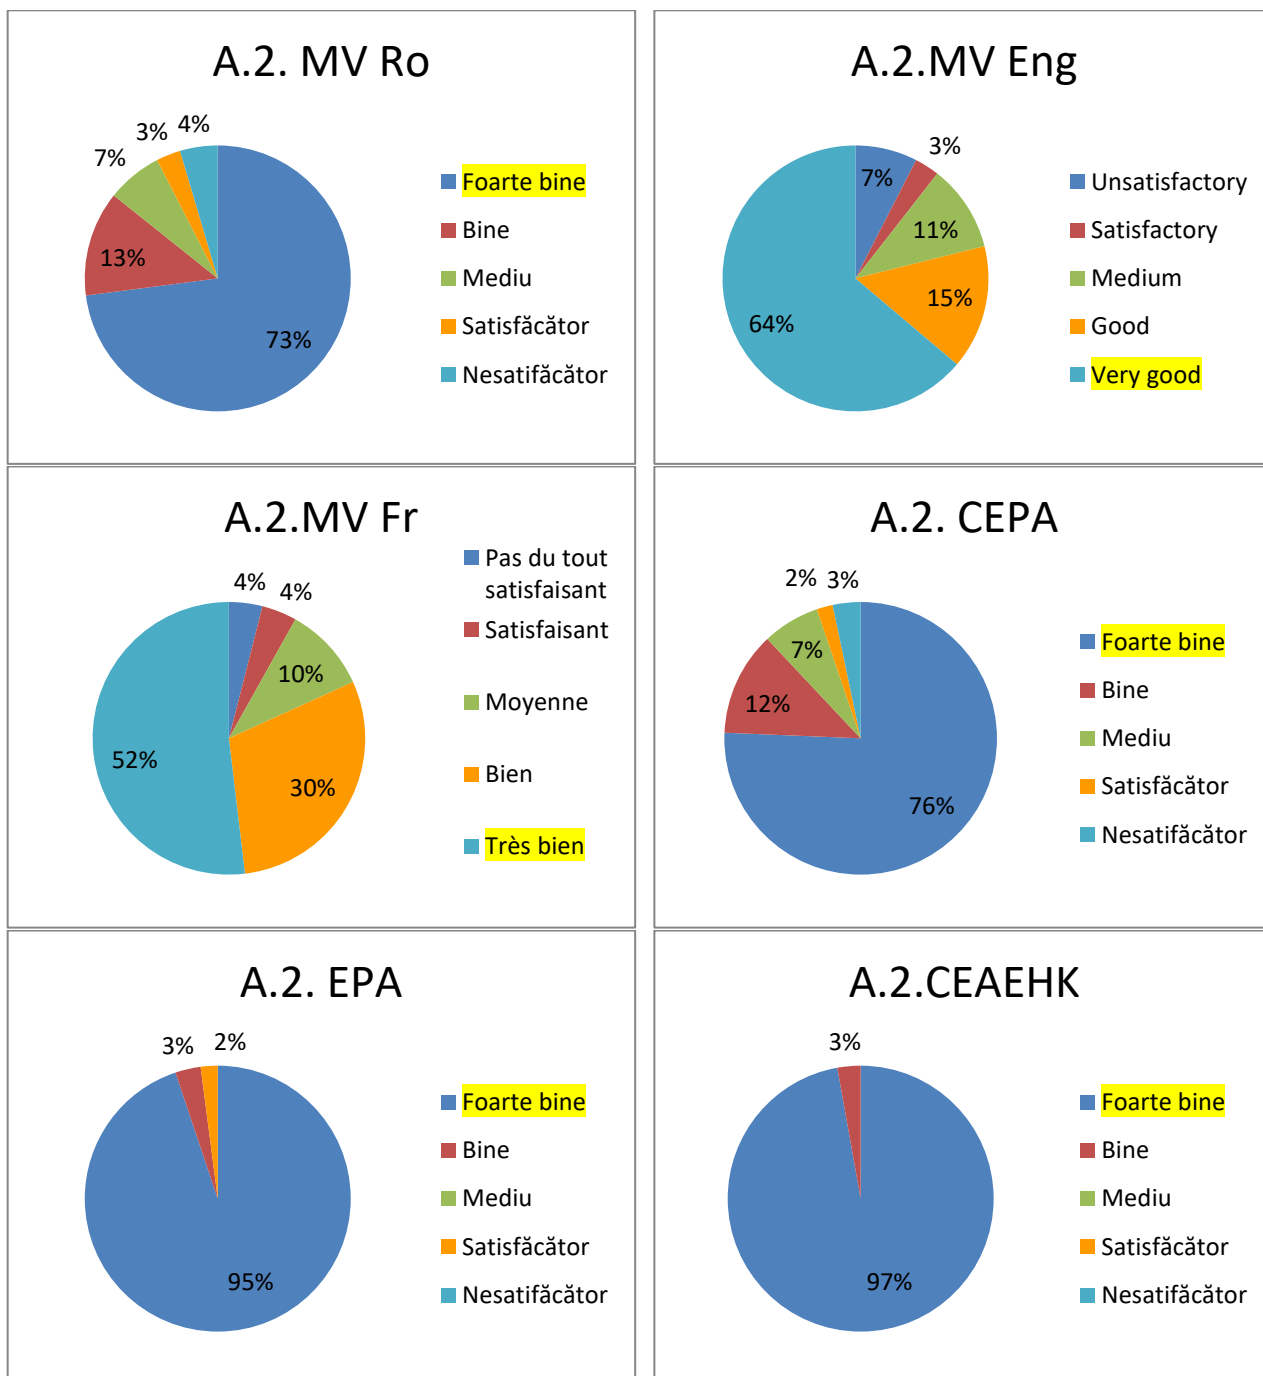 A.2. MV Ro
3% 4%
7%
13%
73%
Foarte bine
Bine
Mediu
Satisfăcător
Nesatifăcător
A.2.MV Eng
3%
7%
11%
15%
64%
Unsatisfactory
Satisfactory
Medium
Good
Very good
A.2.MV Fr
4%
4%
10%
52%
30%
Pas du tout
satisfaisant
Satisfaisant
Moyenne
Bien
Très bien
A.2. CEPA
2% 3%
7%
12%
76%
Foarte bine
Bine
Mediu
Satisfăcător
Nesatifăcător
A.2. EPA
3% 2%
95%
Foarte bine
Bine
Mediu
Satisfăcător
Nesatifăcător
A.2.CEAEHK
3%
97%
Foarte bine
Bine
Mediu
Satisfăcător
Nesatifăcător